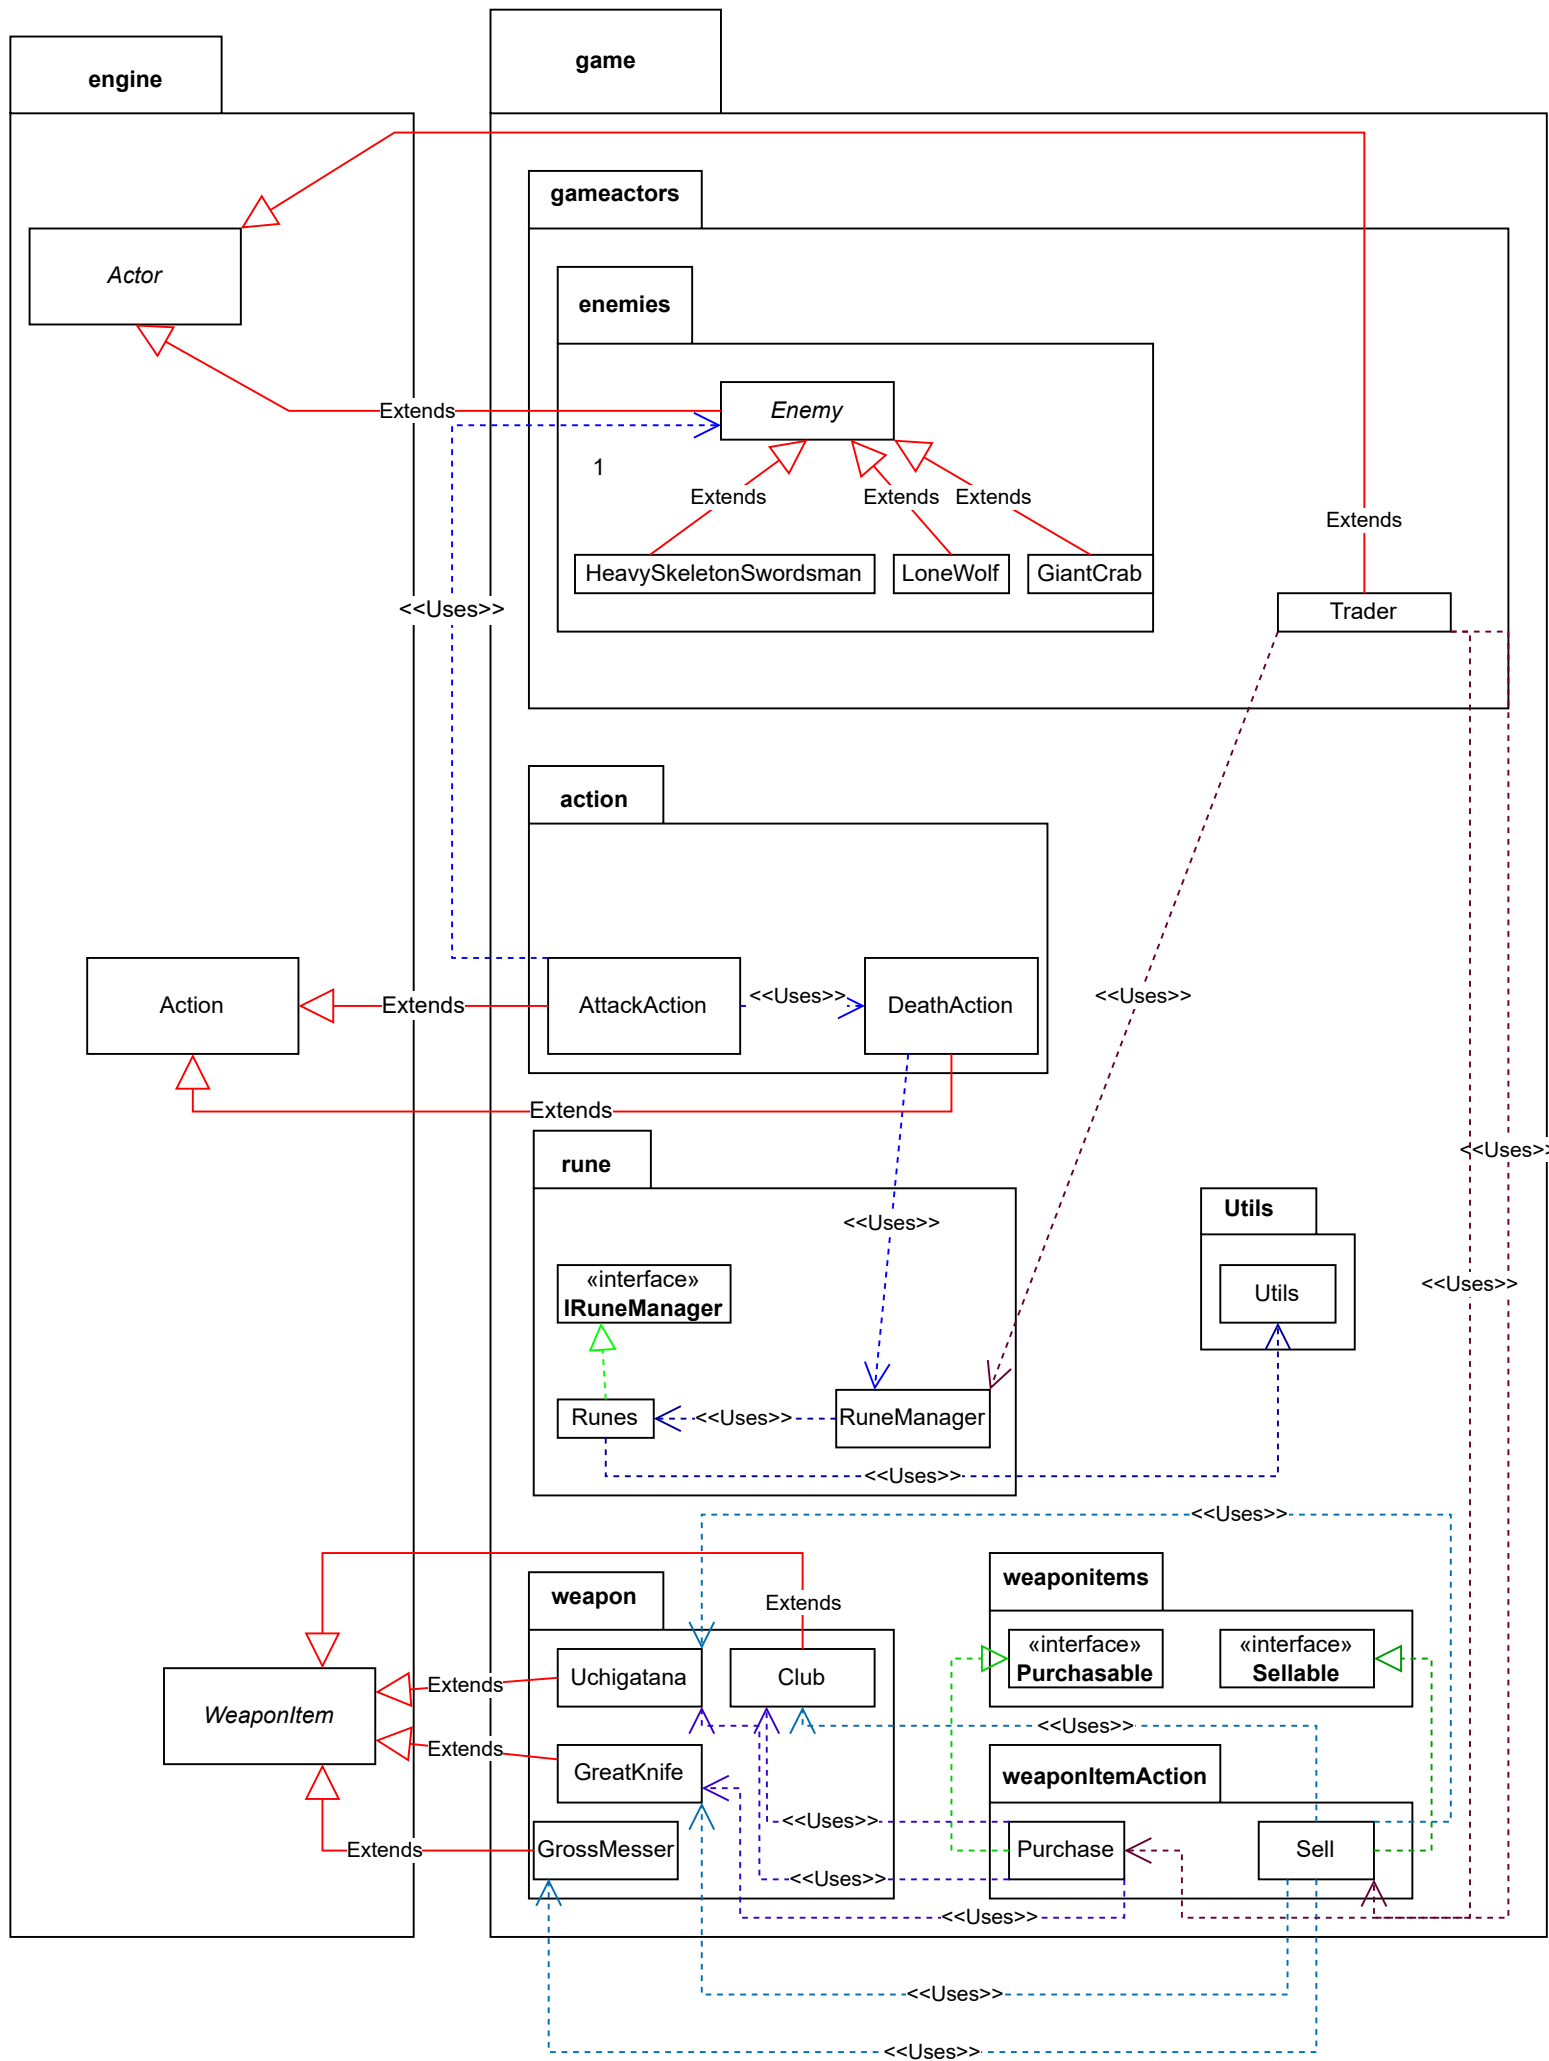 game
engine
gameactors
Actor
enemies
Enemy
Extends
1
Extends
Extends
Extends
Extends
HeavySkeletonSwordsman
LoneWolf
GiantCrab
<<Uses>>
Trader
action
<<Uses>>
<<Uses>>
Action
Extends
AttackAction
DeathAction
Extends
<<Uses>>
rune
Utils
<<Uses>>
«interface»
IRuneManager
<<Uses>>
Utils
Runes
<<Uses>>
RuneManager
<<Uses>>
<<Uses>>
weaponitems
weapon
Extends
«interface»
Purchasable
«interface»
Sellable
Uchigatana
Club
Extends
WeaponItem
<<Uses>>
Extends
GreatKnife
weaponItemAction
<<Uses>>
Extends
GrossMesser
Purchase
Sell
<<Uses>>
<<Uses>>
<<Uses>>
<<Uses>>